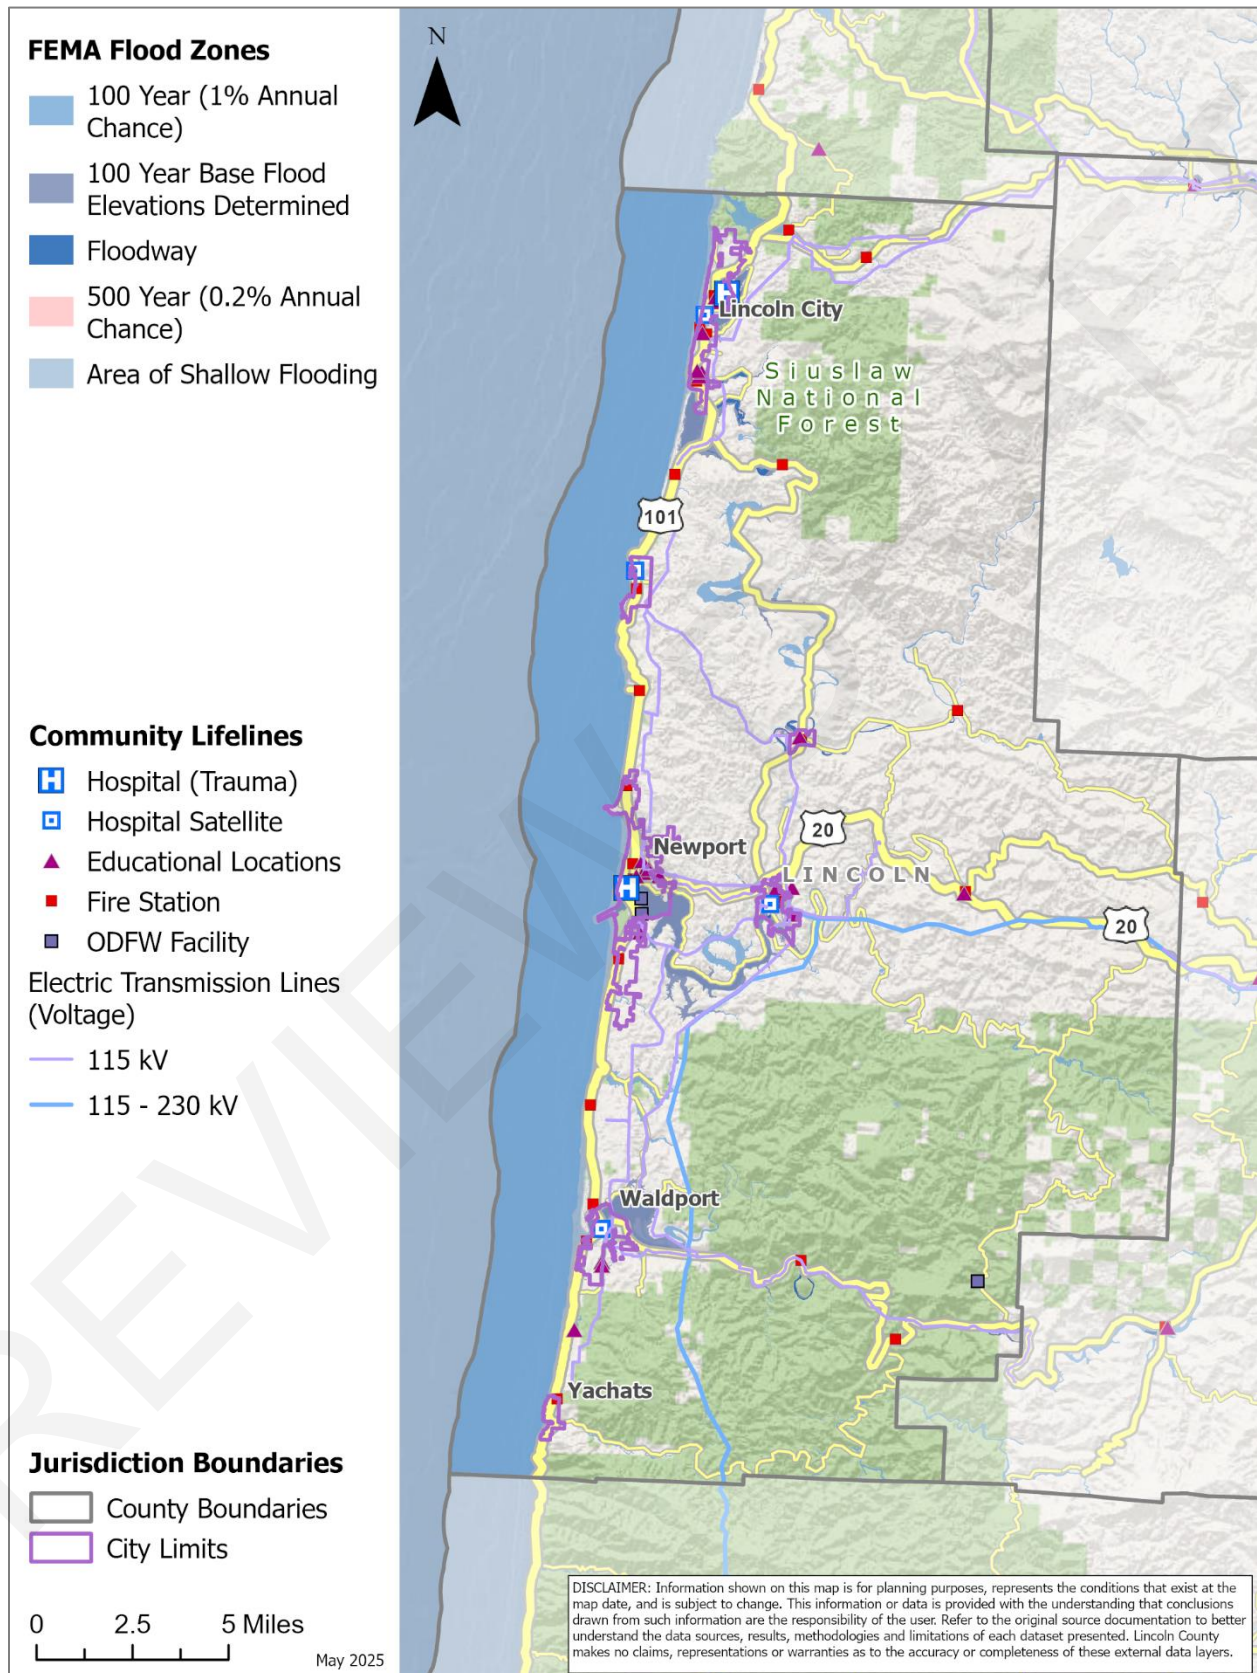 FEMA Flood Zones
100 Year (1% Annual
Chance)
100 Year Base Flood
Elevations Determined
Floodway
500 Year (0.2% Annual
Chance)
Area of Shallow Flooding
Community Lifelines
H Hospital (Trauma)
Hospital Satellite
Educational Locations
Fire Station
ODFW Facility
Electric Transmission Lines
(Voltage)
115 kV
115 - 230 kV
Jurisdiction Boundaries
County Boundaries
City Limits
0 2.5 5 Miles
May 2025
N
H
Lincoln City
Siuslaw
National
Forest
101
20
Newport
LINCOLN
H
20
Waldport
Yachats
PREVIEW
DISCLAIMER: Information shown on this map is for planning purposes, represents the conditions that exist at the
map date, and is subject to change. This information or data is provided with the understanding that conclusions
drawn from such information are the responsibility of the user. Refer to the original source documentation to better
understand the data sources, results, methodologies and limitations of each dataset presented. Lincoln County
makes no claims, representations or warranties as to the accuracy or completeness of these external data layers.